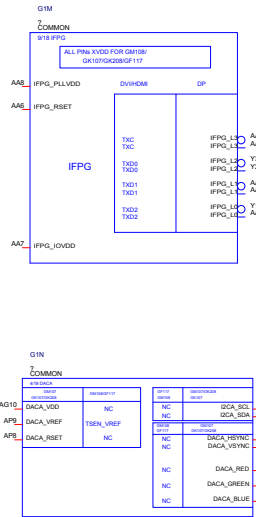 G1M
?
COMMON
9/18 IFPG
ALL PINs XVDD FOR GM108/
GK107/GK208/GF117
DVI/HDMI DP
AA8 IFPG_PLLVDD
AA6 IFPG_RSET
TXC IFPG_L3
TXC IFPG_L3
IFPG
TXD0 IFPG_L2
TXD0 IFPG_L2
TXD1 IFPG_L1
TXD1 IFPG_L1
TXD2 IFPG_L0
TXD2 IFPG_L0
AA7 IFPG_IOVDD
G1N
?
COMMON
4/18 DACA
AG10 DACA_VDD NC
AP9 DACA_VREF TSEN_VREF
AP8 DACA_RSET NC
NC I2CA_SCL
NC I2CA_SDA
NC DACA_HSYNC
NC DACA_VSYNC
NC DACA_RED
NC DACA_GREEN
NC DACA_BLUE